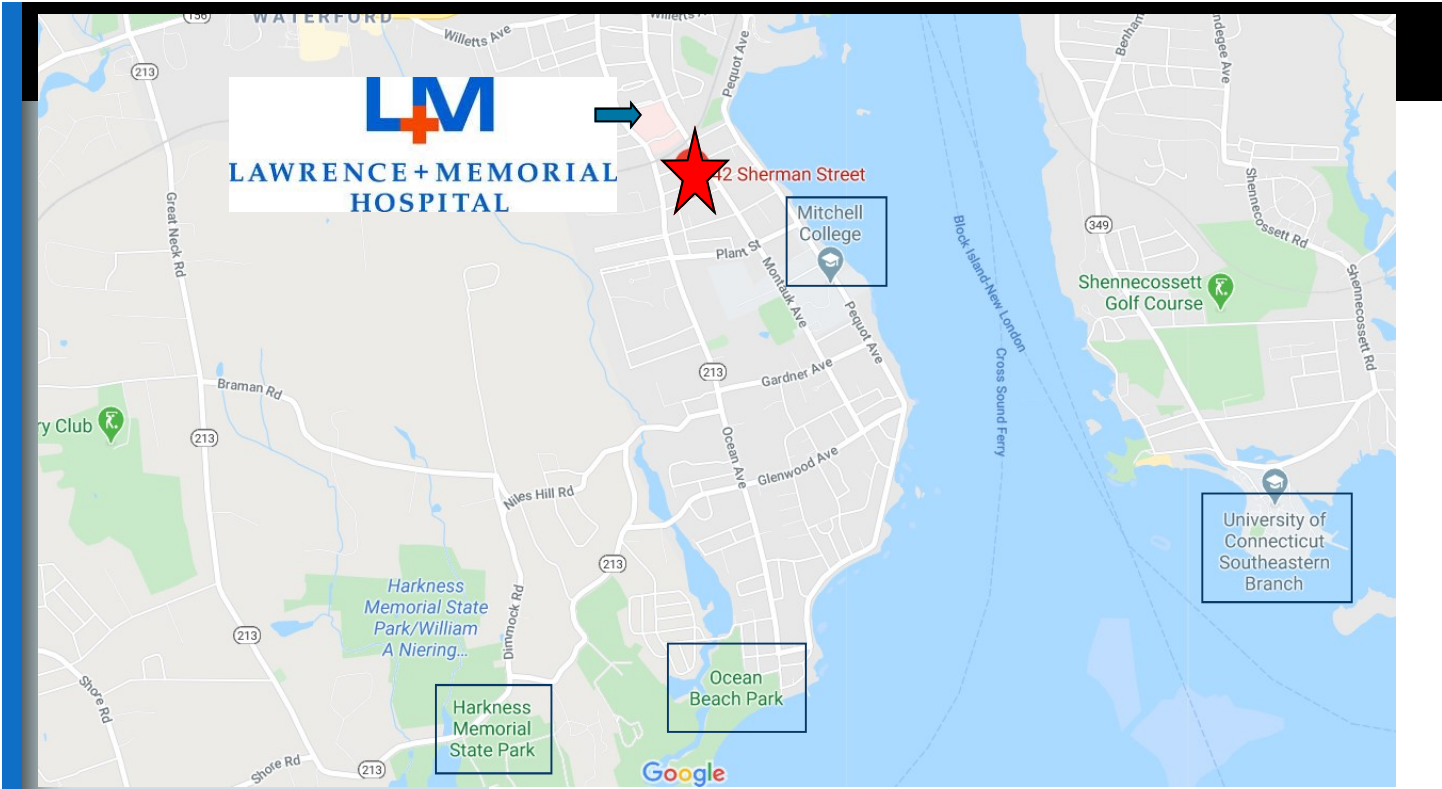 156
WATERFORD
Willetts Ave
213
Pequot Ave
L+M
LAWRENCE+MEMORIAL
HOSPITAL
42 Sherman Street
Mitchell
College
Plant St
Montauk Ave
Pequot Ave
Great Neck Rd
Block Island-New London
Cross Sound Ferry
349
Shennecossett Rd
Shennecossett
Golf Course
Shennecossett Rd
213
Gardner Ave
Braman Rd
ry Club
213
Ocean Ave
Glenwood Ave
Niles Hill Rd
University of
Connecticut
Southeastern
Branch
213
Harkness
Memorial State
Park/William
A Niering...
Dimmock Rd
213
Shore Rd
Ocean
Beach Park
Harkness
Memorial
State Park
Shore Rd
213
Google